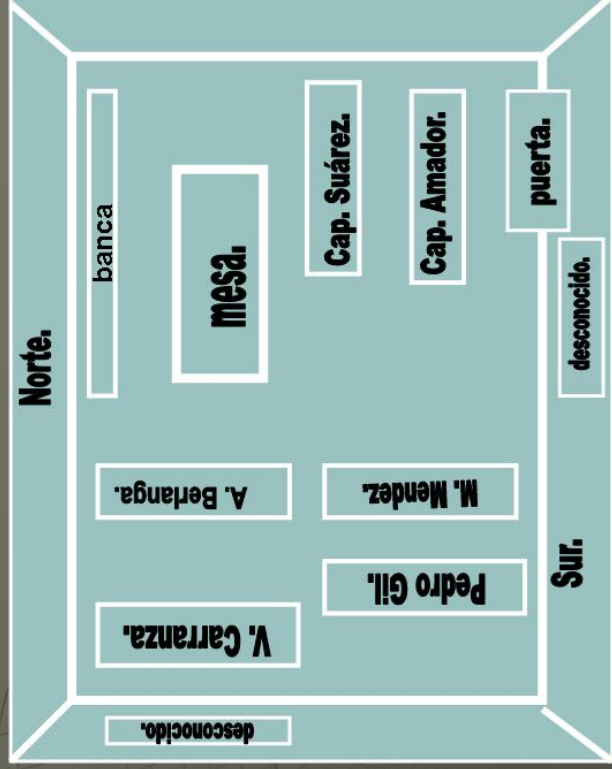 Norte.
banca
mesa.
Cap. Suárez.
Cap. Amador.
puerta.
desconocido.
A. Berlanga.
M. Mendez.
V. Carranza.
Pedro Gil.
Sur.
desconocido.